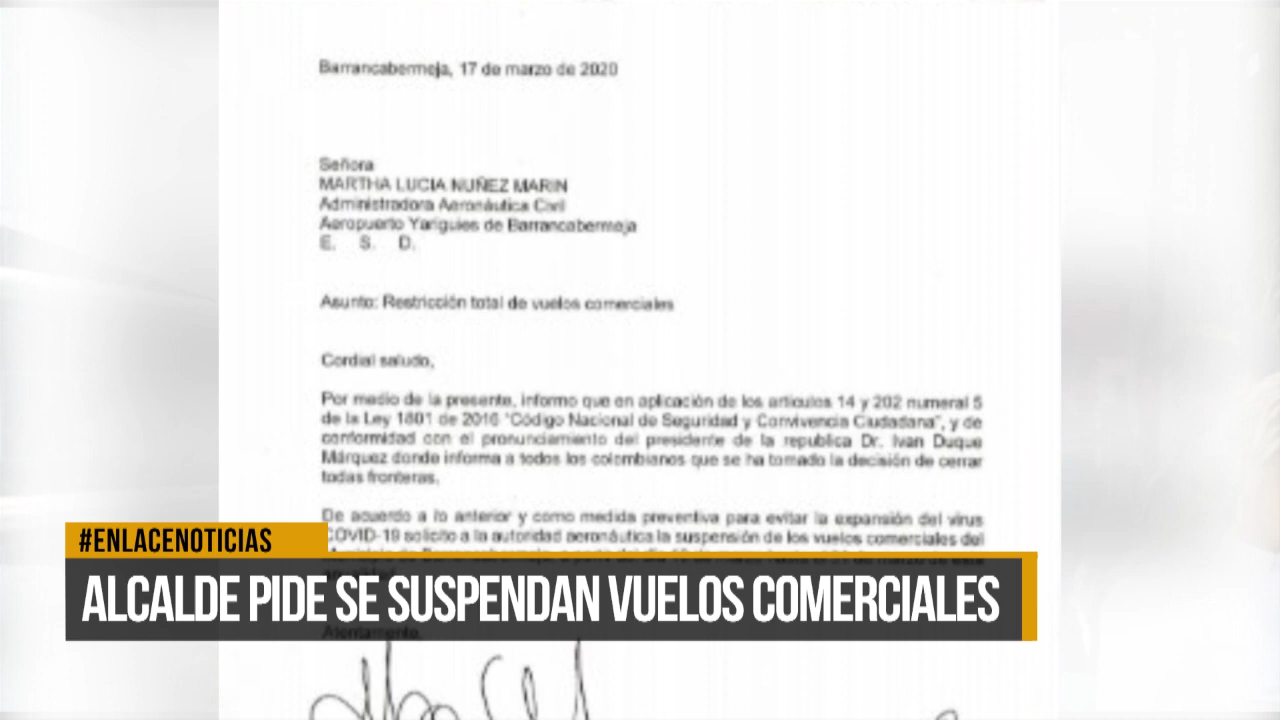 Barrancabermeja, 17 de marzo de 2020
Señora
MARTHA LUCIA NUÑEZ MARIN
Administradora Aeronáutica Civil
Aeropuerto Yariguies de Barrancabermeja
E. S. D.
Asunto: Restricción total de vuelos comerciales
Cordial saludo,
Por medio de la presente, informo que en aplicación de los artículos 14 y 202 numeral 5
de la Ley 1801 de 2016 "Código Nacional de Seguridad y Convivencia Ciudadana", y de
conformidad con el pronunciamiento del presidente de la republica Dr. Ivan Duque
Márquez donde informa a todos los colombianos que se ha tomado la decisión de cerrar
todas fronteras.
De acuerdo a lo anterior y como medida preventiva para evitar la expansión del virus
COVID-19 solicito a la autoridad aeronáutica la suspensión de los vuelos comerciales del
#ENLACENOTICIAS
ALCALDE PIDE SE SUSPENDAN VUELOS COMERCIALES
Atentamente,